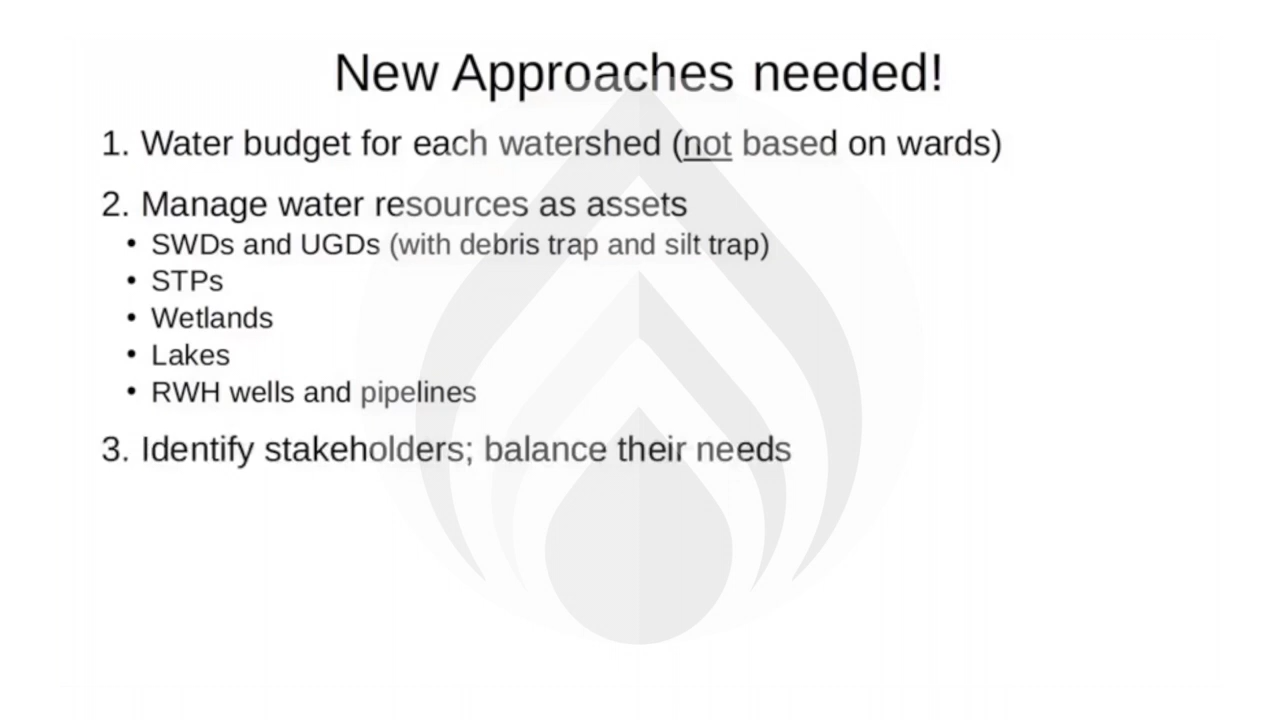 New Approaches needed!
1. Water budget for each watershed (not based on wards)
2. Manage water resources as assets
• SWDs and UGDs (with debris trap and silt trap)
• STPs
• Wetlands
• Lakes
• RWH wells and pipelines
3. Identify stakeholders; balance their needs